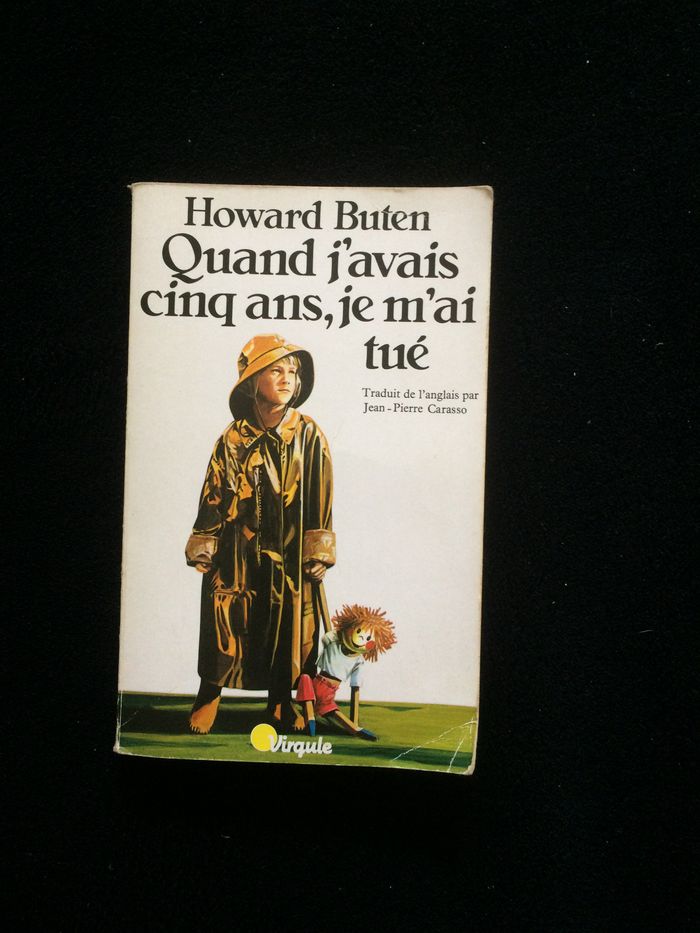 Howard Buten
Quand j'avais
cinq ans, je m'ai
tué
Traduit de l'anglais par
Jean-Pierre Carasso
Virgule